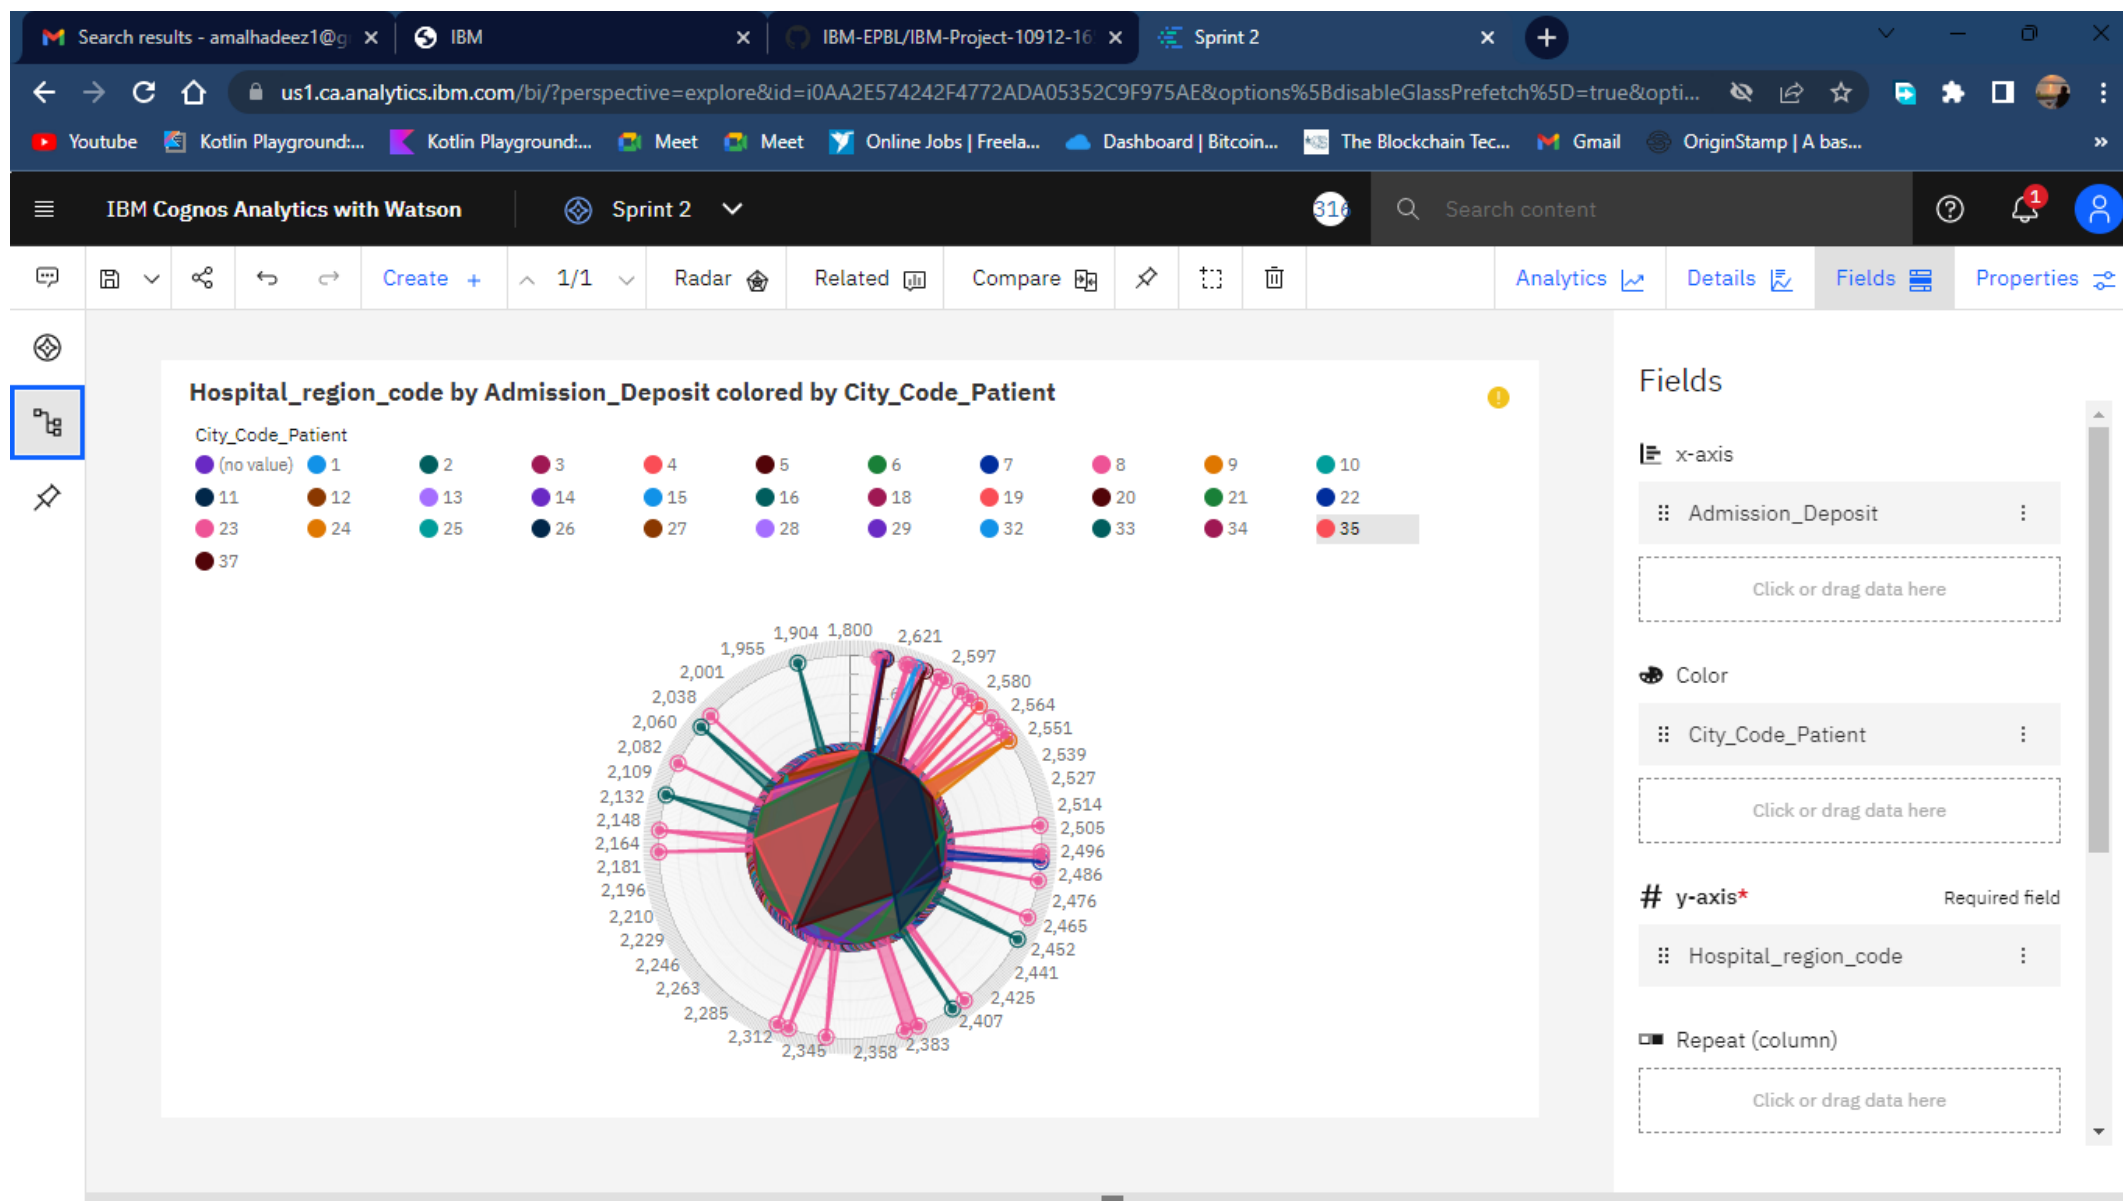 Search results - amalhadeez1@g
IBM
IBM-EPBL/IBM-Project-10912-16
Sprint 2
us1.ca.analytics.ibm.com/bi/?perspective=explore&id=i0AA2E574242F4772ADA05352C9F975AE&options%5BdisableGlassPrefetch%5D=true&opti...
Youtube Kotlin Playground:... Kotlin Playground:... Meet Meet Online Jobs | Freela... Dashboard | Bitcoin... The Blockchain Tec... Gmail OriginStamp | A bas... »
IBM Cognos Analytics with Watson Sprint 2 316 Search content 1
Create + 1/1 Radar Related Compare Analytics Details Fields Properties
Hospital_region_code by Admission_Deposit colored by City_Code_Patient
City_Code_Patient
(no value) 1 2 3 4 5 6 7 8 9 10
11 12 13 14 15 16 18 19 20 21 22
23 24 25 26 27 28 29 32 33 34 35
37
1,800
2,621
2,597
2,580
2,564
2,551
2,539
2,527
2,514
2,505
2,496
2,486
2,476
2,465
2,452
2,441
2,425
2,407
2,383
2,358
2,345
2,312
2,285
2,263
2,246
2,229
2,210
2,196
2,181
2,164
2,148
2,132
2,109
2,082
2,060
2,038
2,001
1,955
1,904
Fields
x-axis
Admission_Deposit
Click or drag data here
Color
City_Code_Patient
Click or drag data here
# y-axis* Required field
Hospital_region_code
Repeat (column)
Click or drag data here